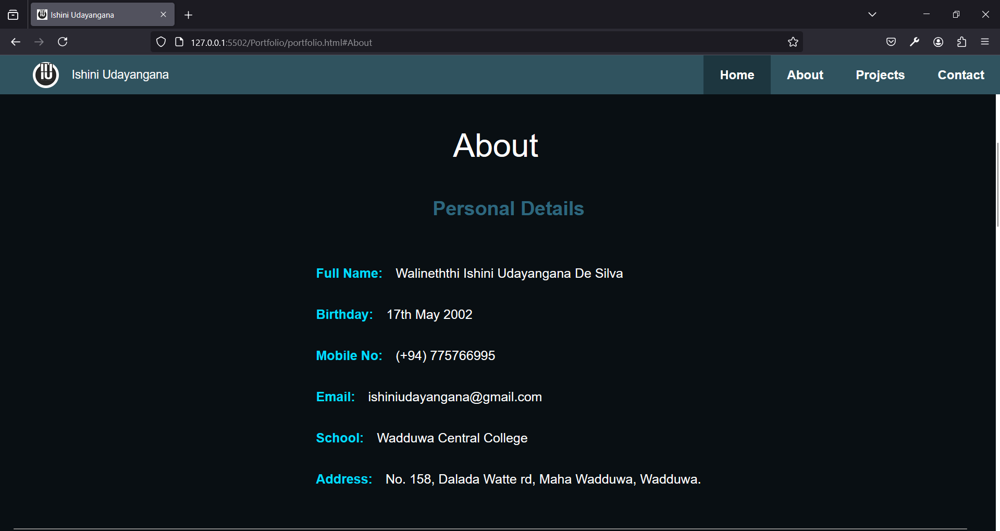 Ishini Udayangana
127.0.0.1:5502/Portfolio/portfolio.html#About
IU Ishini Udayangana Home About Projects Contact
About
Personal Details
Full Name: Walineththi Ishini Udayangana De Silva
Birthday: 17th May 2002
Mobile No: (+94) 775766995
Email: ishiniudayangana@gmail.com
School: Wadduwa Central College
Address: No. 158, Dalada Watte rd, Maha Wadduwa, Wadduwa.